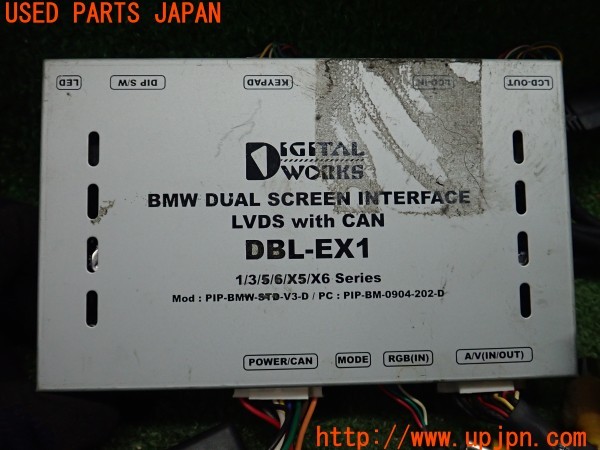 USED PARTS JAPAN
LED
DIP S/W
KEYPAD
LCD-IN
LCD-OUT
DIGITAL
WORKS
BMW DUAL SCREEN INTERFACE
LVDS with CAN
DBL-EX1
1/3/5/6/X5/X6 Series
Mod : PIP-BMW-STD-V3-D / PC : PIP-BM-0904-202-D
POWER/CAN
MODE
RGB(IN)
A/V(IN/OUT)
http://www.upjpn.com/